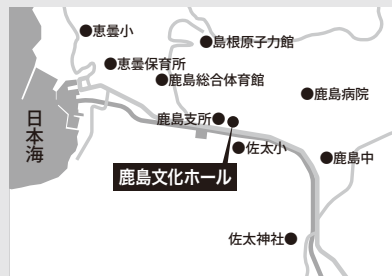 恵曇小
島根原子力館
恵曇保育所
鹿島総合体育館
鹿島病院
日本海
鹿島支所
佐太小
鹿島中
鹿島文化ホール
佐太神社